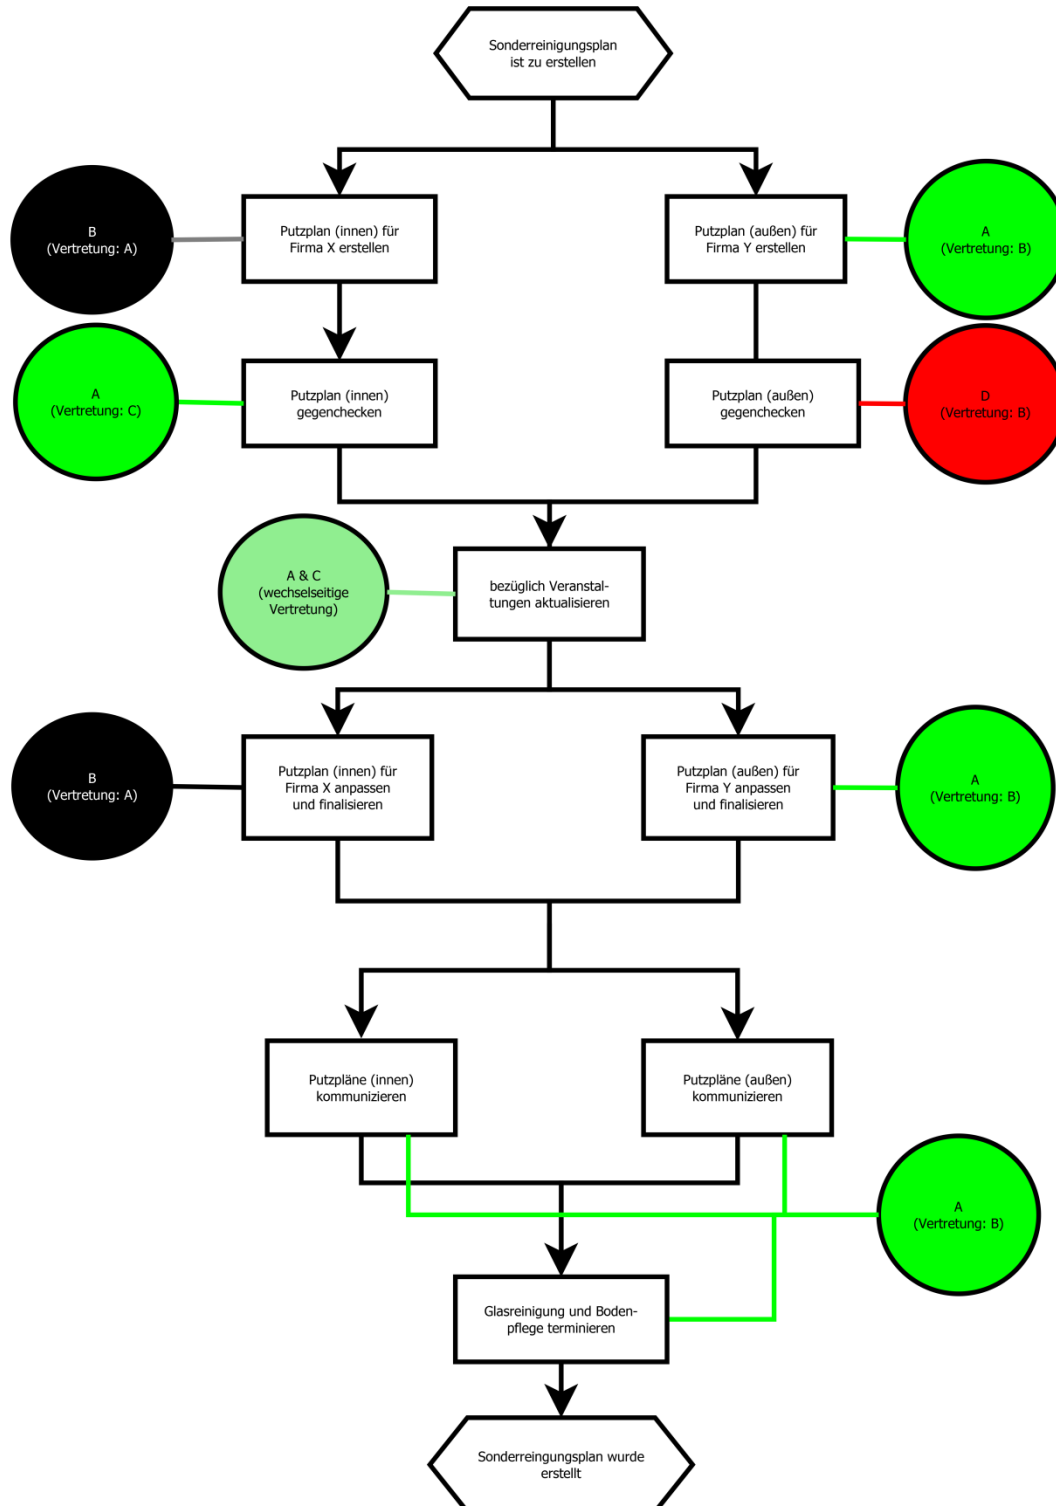 Sonderreinigungsplan
ist zu erstellen
B
(Vertretung: A)
Putzplan (innen) für
Firma X erstellen
Putzplan (außen) für
Firma Y erstellen
A
(Vertretung: B)
A
(Vertretung: C)
Putzplan (innen)
gegenchecken
Putzplan (außen)
gegenchecken
D
(Vertretung: B)
A & C
(wechselseitige
Vertretung)
bezüglich Veranstal-
tungen aktualisieren
B
(Vertretung: A)
Putzplan (innen) für
Firma X anpassen
und finalisieren
Putzplan (außen) für
Firma Y anpassen
und finalisieren
A
(Vertretung: B)
Putzpläne (innen)
kommunizieren
Putzpläne (außen)
kommunizieren
A
(Vertretung: B)
Glasreinigung und Boden-
pflege terminieren
Sonderreingungsplan wurde
erstellt